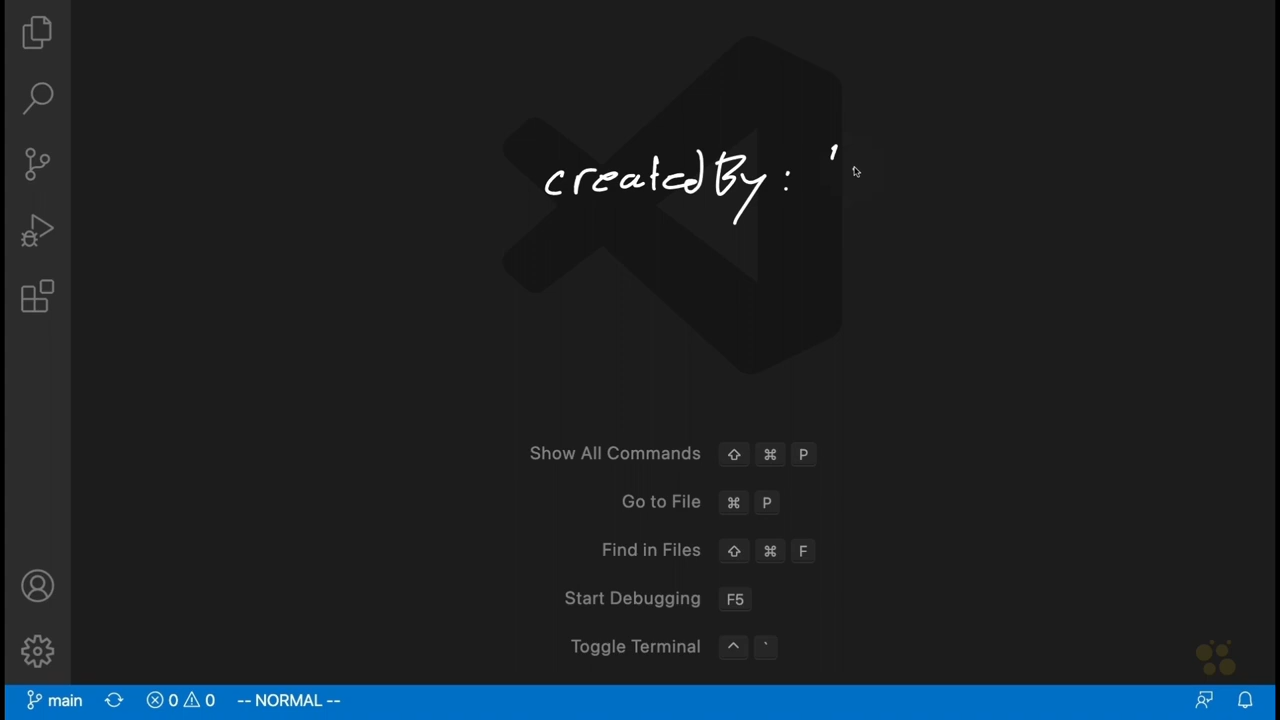 createdBy: '
Show All Commands ⇧ ⌘ P
Go to File ⌘ P
Find in Files ⇧ ⌘ F
Start Debugging F5
Toggle Terminal ^ `
main 0 0 -- NORMAL --